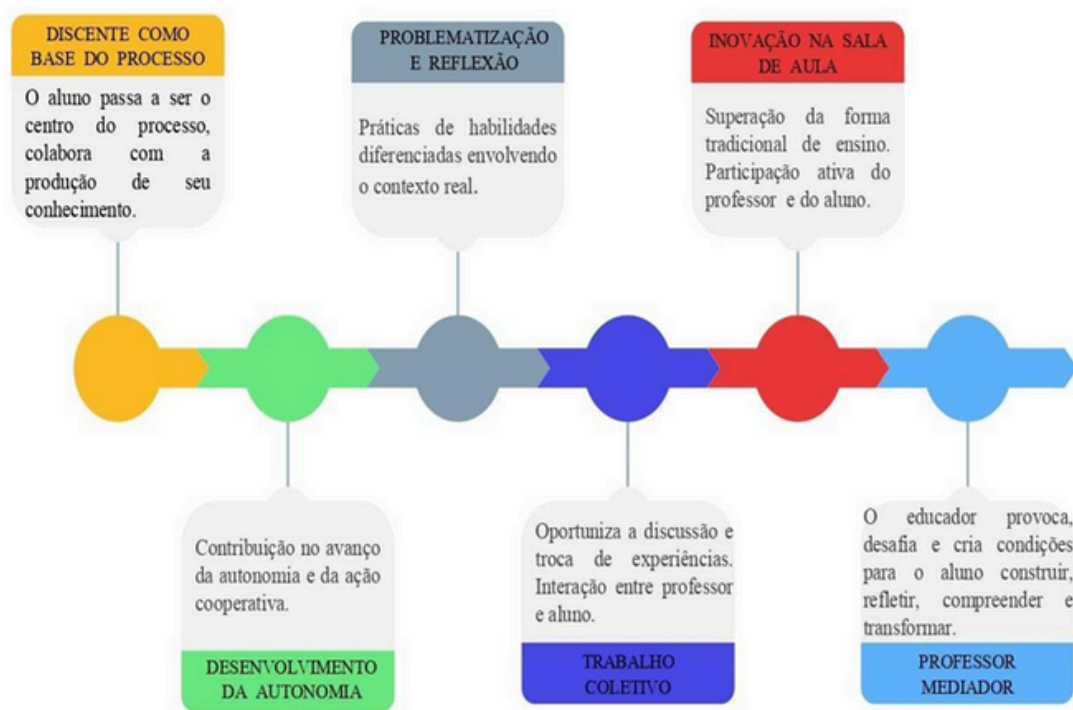 DISCENTE COMO
BASE DO PROCESSO
O aluno passa a ser o
centro do processo,
colabora com a
produção de seu
conhecimento.
PROBLEMATIZAÇÃO
E REFLEXÃO
Práticas de habilidades
diferenciadas envolvendo
o contexto real.
INOVAÇÃO NA SALA
DE AULA
Superação da forma
tradicional de ensino.
Participação ativa do
professor e do aluno.
Contribuição no avanço
da autonomia e da ação
cooperativa.
DESENVOLVIMENTO
DA AUTONOMIA
Oportuniza a discussão e
troca de experiências.
Interação entre professor
e aluno.
TRABALHO
COLETIVO
O educador provoca,
desafia e cria condições
para o aluno construir,
refletir, compreender e
transformar.
PROFESSOR
MEDIADOR